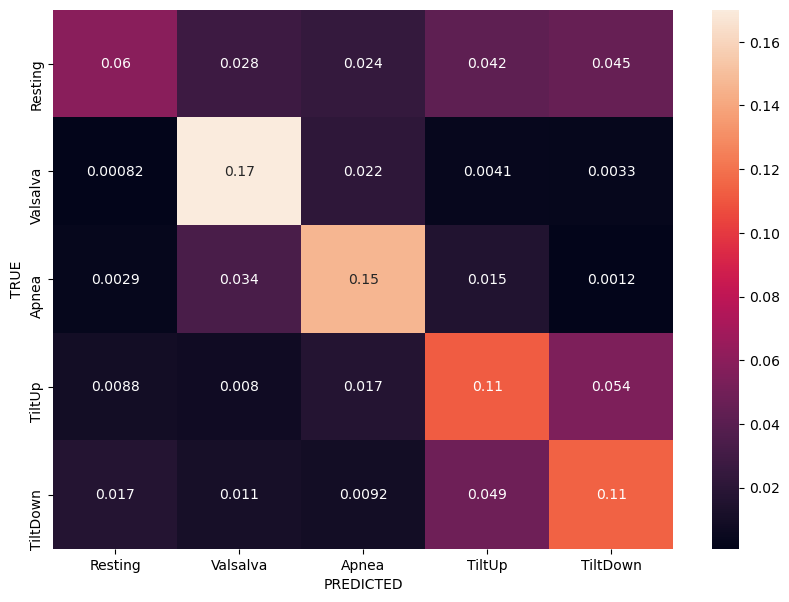 0.06 0.028 0.024 0.042 0.045
0.00082 0.17 0.022 0.0041 0.0033
0.0029 0.034 0.15 0.015 0.0012
0.0088 0.008 0.017 0.11 0.054
0.017 0.011 0.0092 0.049 0.11
Resting
Valsalva
Apnea
TiltUp
TiltDown
TRUE
Resting Valsalva Apnea TiltUp TiltDown
PREDICTED
0.16
0.14
0.12
0.10
0.08
0.06
0.04
0.02